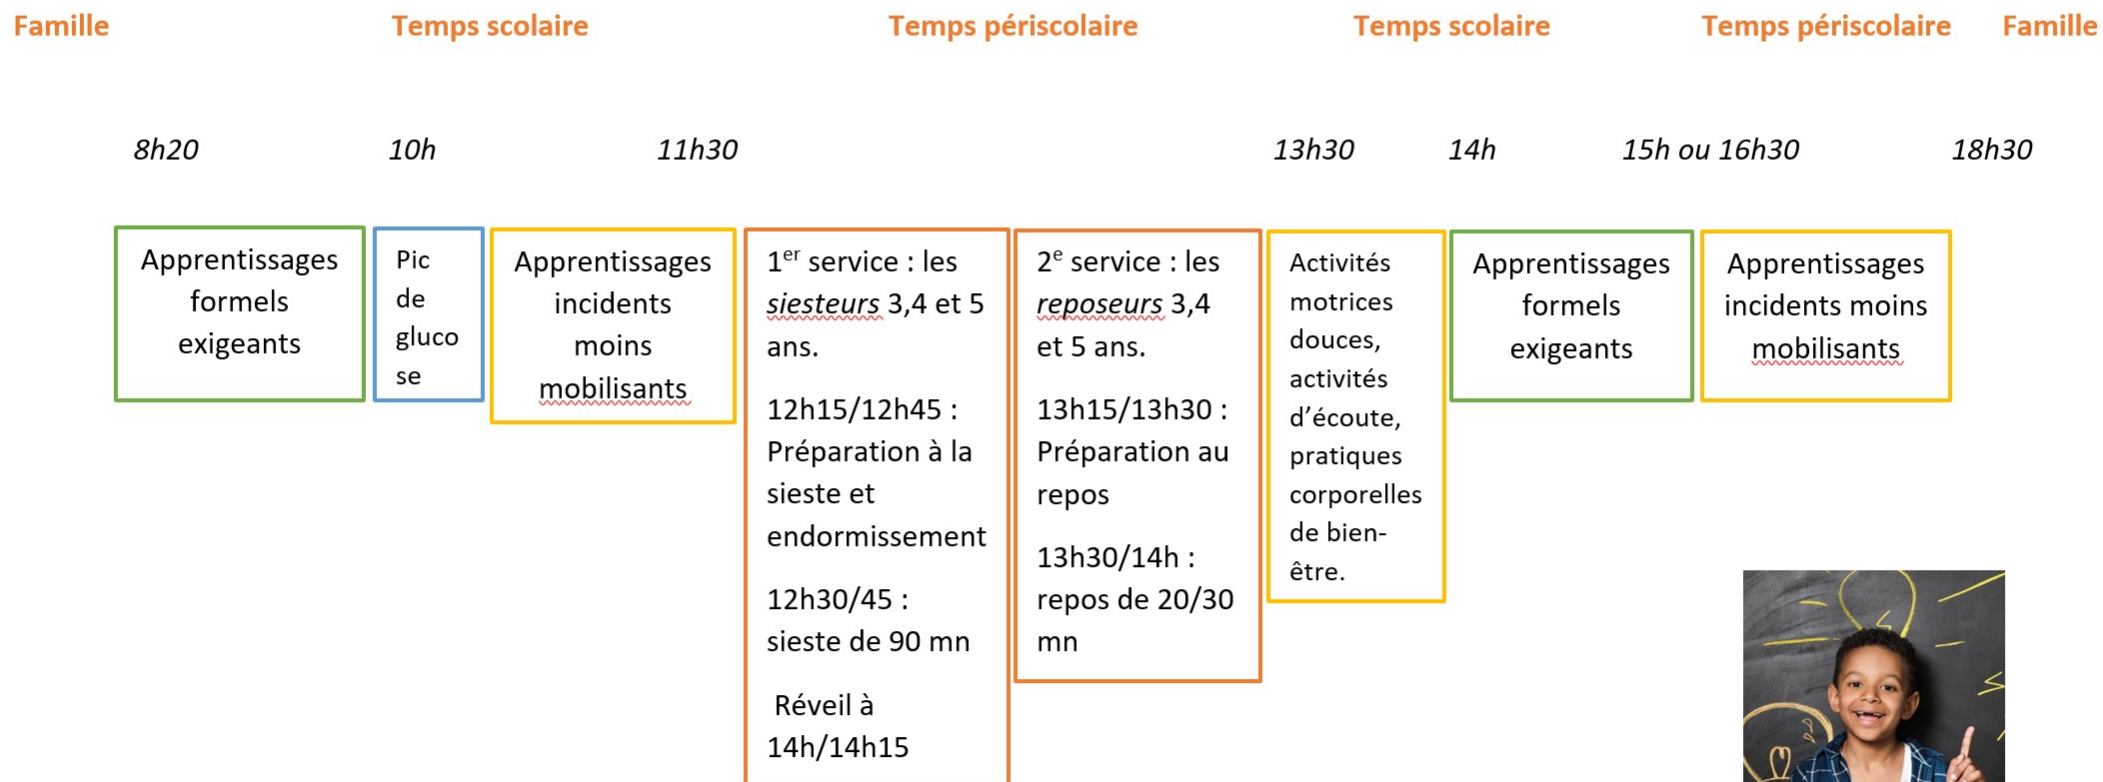 Famille Temps scolaire Temps périscolaire Temps scolaire Temps périscolaire Famille
8h20 10h 11h30 13h30 14h 15h ou 16h30 18h30
Apprentissages
formels
exigeants
Pic
de
gluco
se
Apprentissages
incidents
moins
mobilisants
1er service : les
siesteurs 3,4 et 5
ans.
12h15/12h45 :
Préparation à la
sieste et
endormissement
12h30/45 :
sieste de 90 mn
Réveil à
14h/14h15
2e service : les
reposeurs 3,4
et 5 ans.
13h15/13h30 :
Préparation au
repos
13h30/14h :
repos de 20/30
mn
Activités
motrices
douces,
activités
d’écoute,
pratiques
corporelles
de bien-
être.
Apprentissages
formels
exigeants
Apprentissages
incidents moins
mobilisants